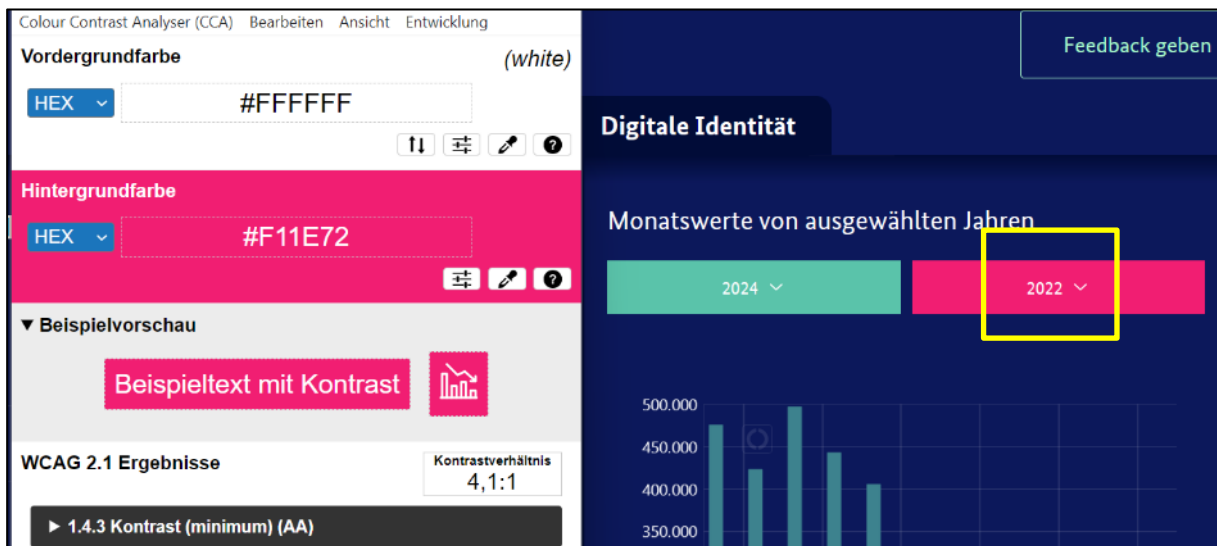 Colour Contrast Analyser (CCA) Bearbeiten Ansicht Entwicklung
Vordergrundfarbe (white)
HEX #FFFFFF
Hintergrundfarbe
HEX #F11E72
▼ Beispielvorschau
Beispieltext mit Kontrast
WCAG 2.1 Ergebnisse
Kontrastverhältnis
4,1:1
▶ 1.4.3 Kontrast (minimum) (AA)
Feedback geben
Digitale Identität
Monatswerte von ausgewählten Jahren
2024
2022
500.000
450.000
400.000
350.000